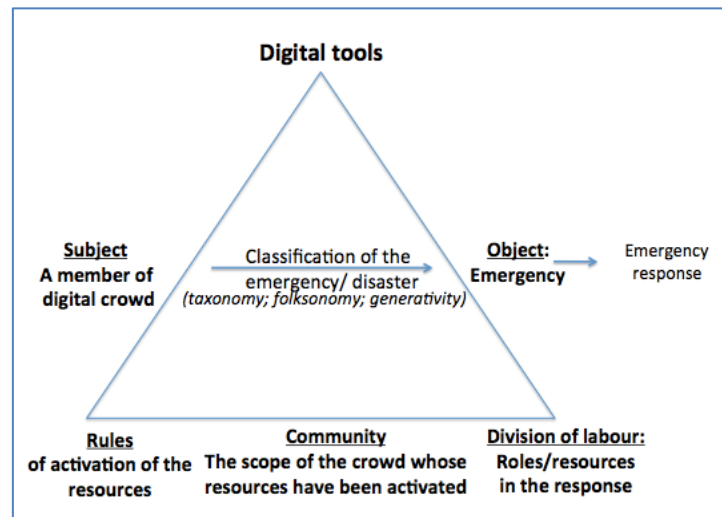 Digital tools
Subject
A member of
digital crowd
Classification of the
emergency/ disaster
(taxonomy; folksonomy; generativity)
Object:
Emergency
Emergency
response
Rules
of activation of the
resources
Community
The scope of the crowd whose
resources have been activated
Division of labour:
Roles/resources
in the response